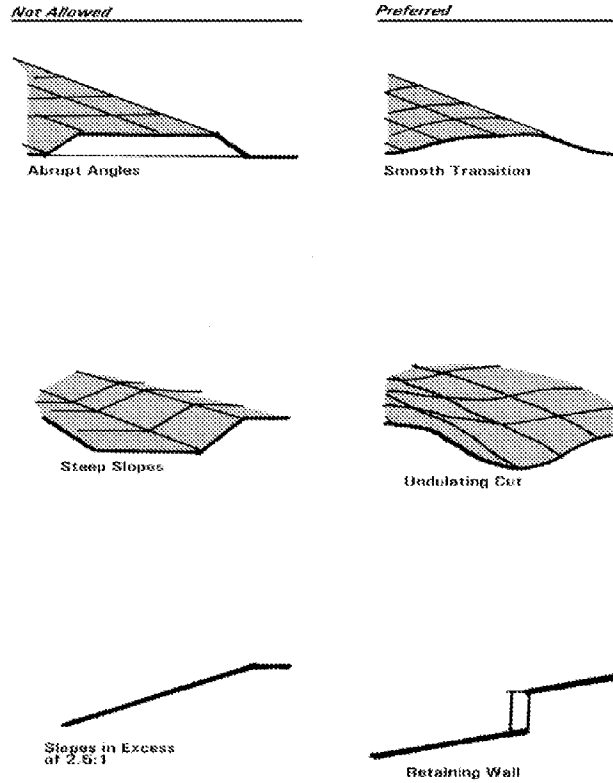 Not Allowed
Preferred
Abrupt Angles
Smooth Transition
Steep Slopes
Undulating Cut
Slopes in Excess
of 2.5:1
Retaining Wall